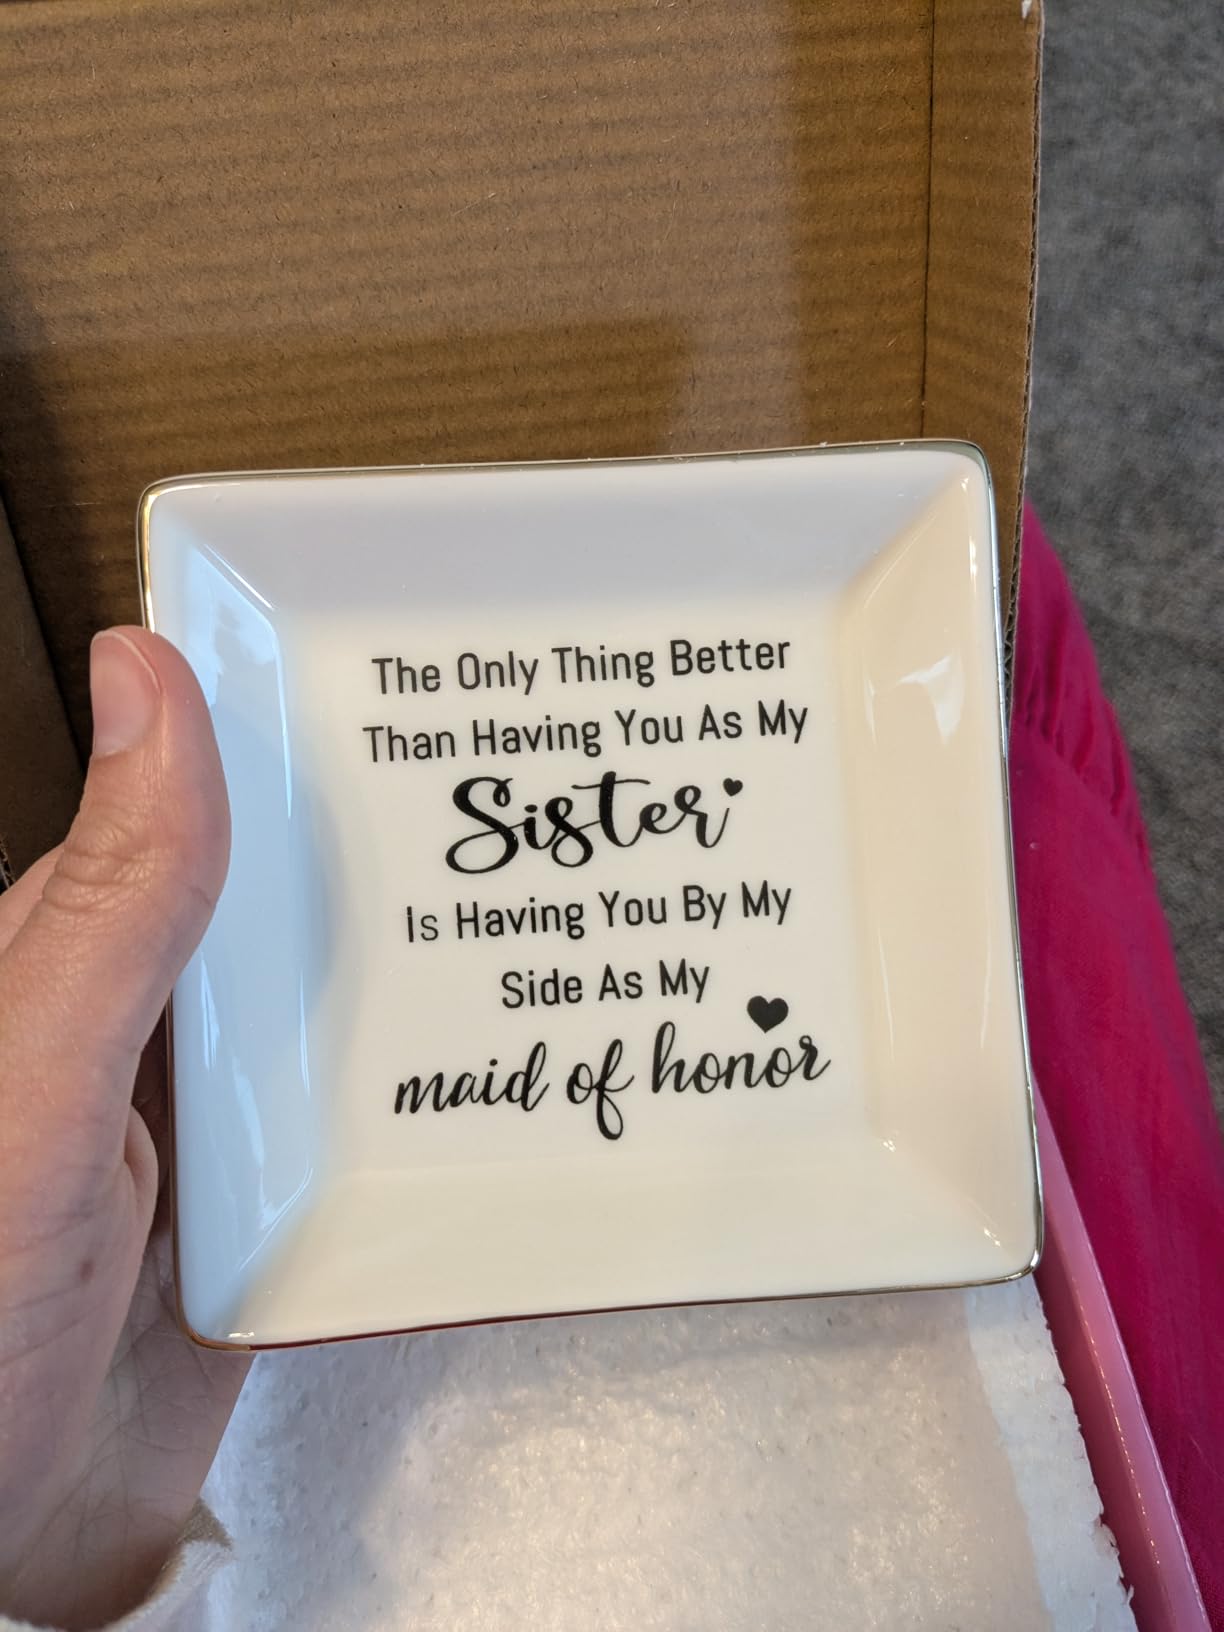 The Only Thing Better
Than Having You As My
Sister
Is Having You By My
Side As My
maid of honor